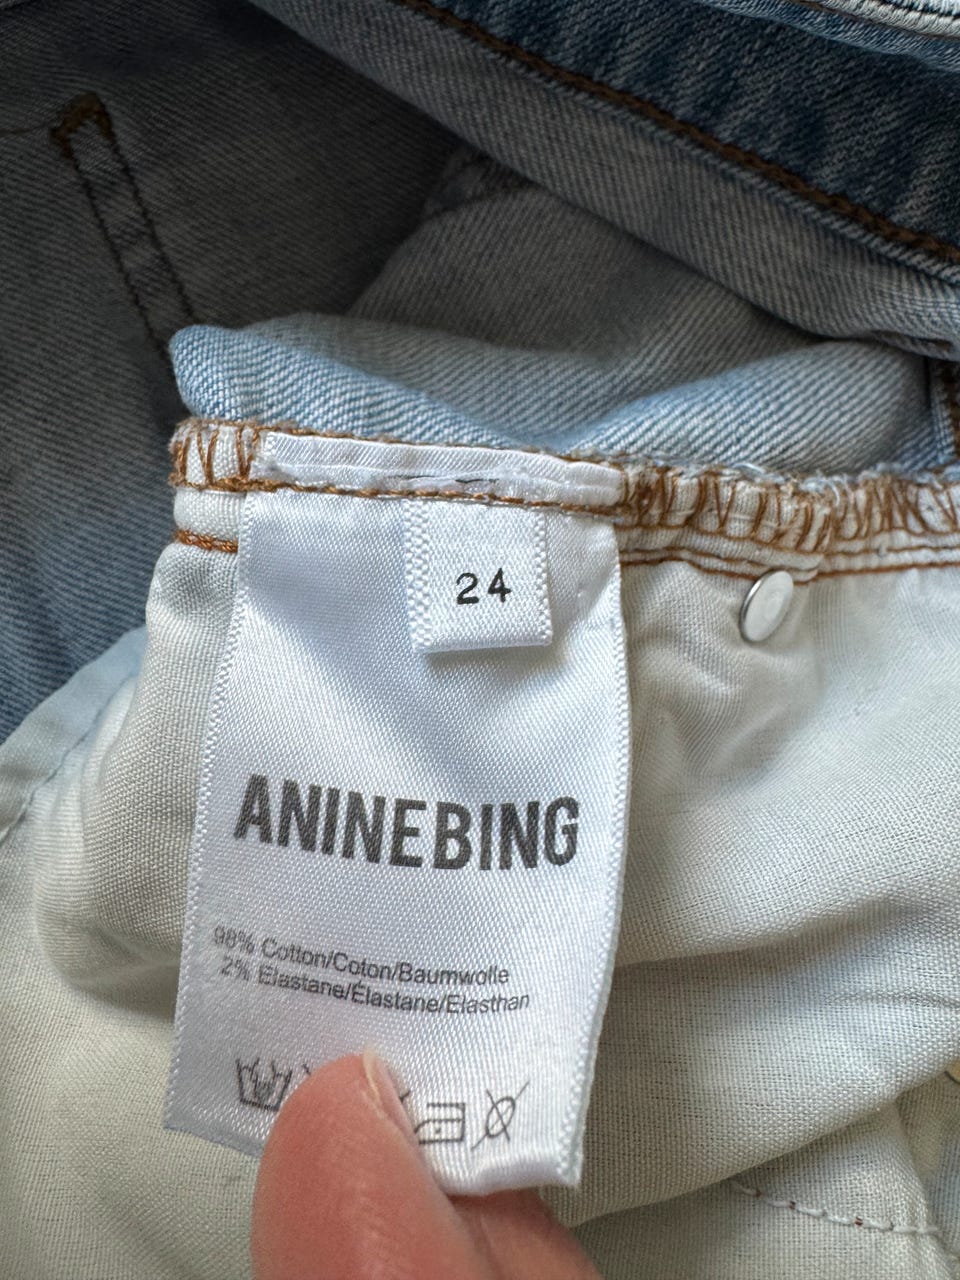 24
ANINEBING
98% Cotton/Coton/Baumwolle
2% Elastane/Élastane/Elasthan